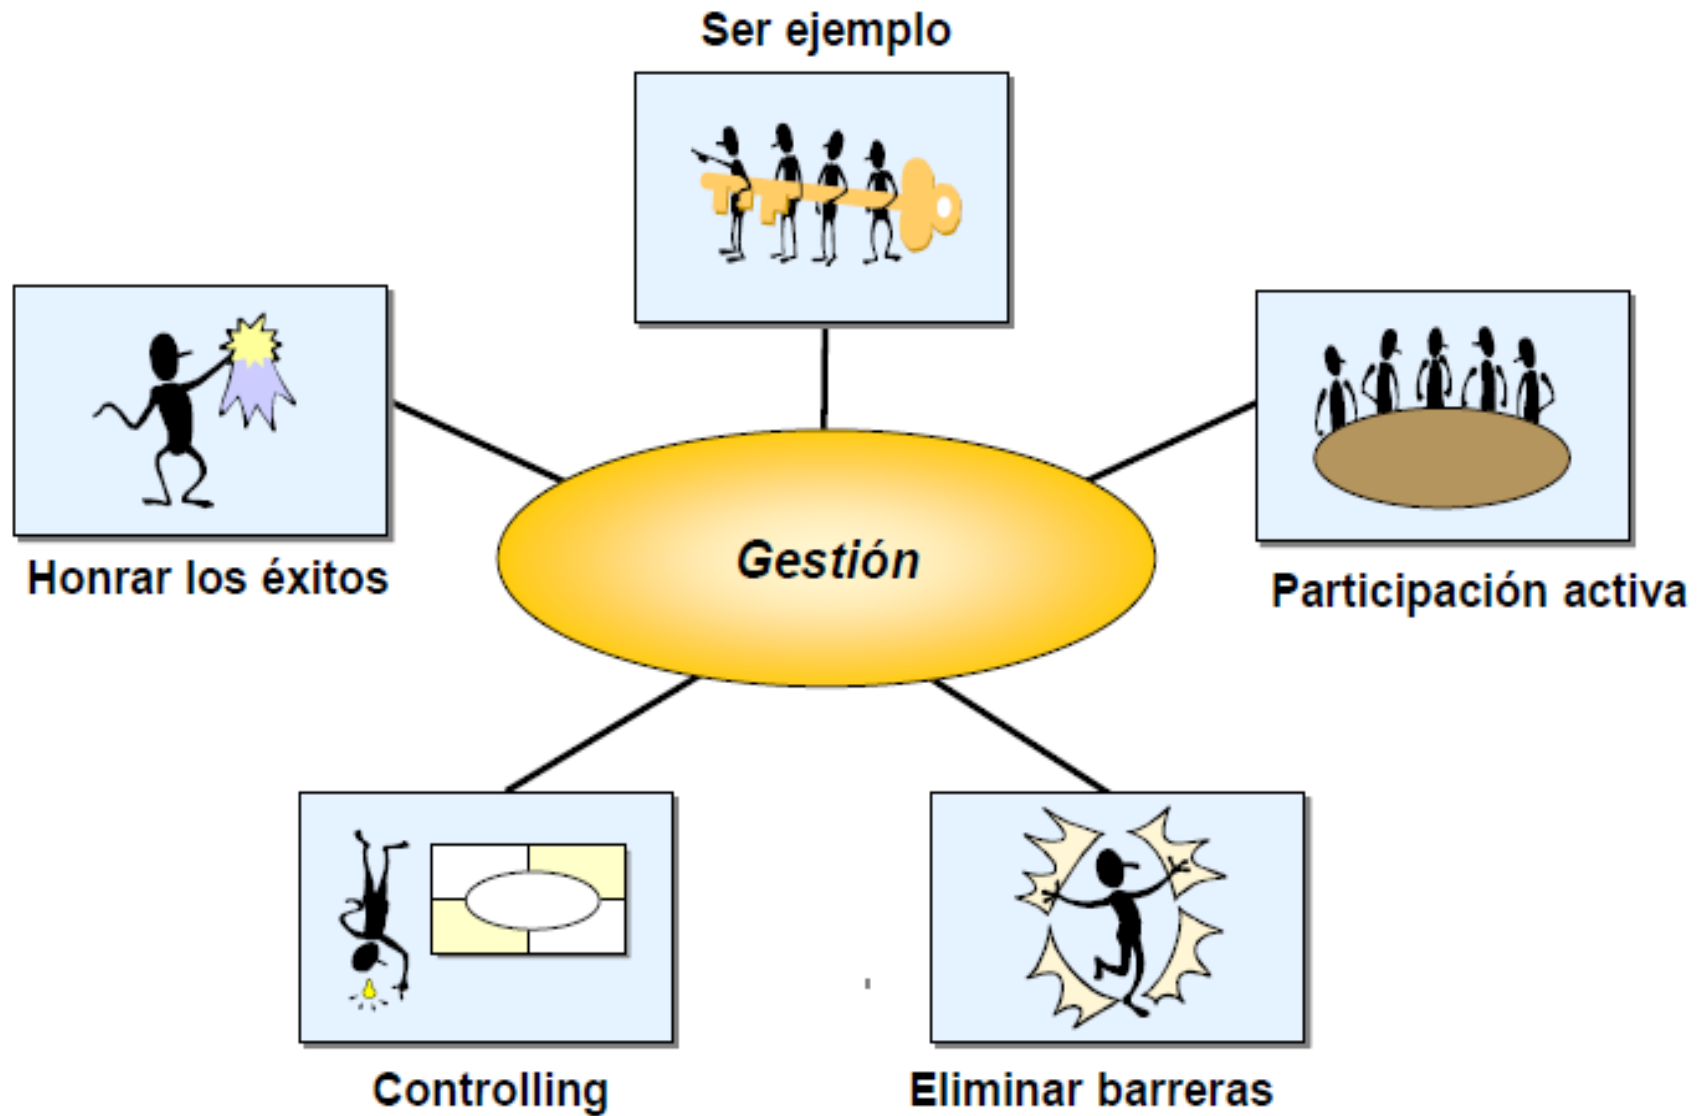 Ser ejemplo
Honrar los éxitos
Gestión
Participación activa
Controlling
Eliminar barreras